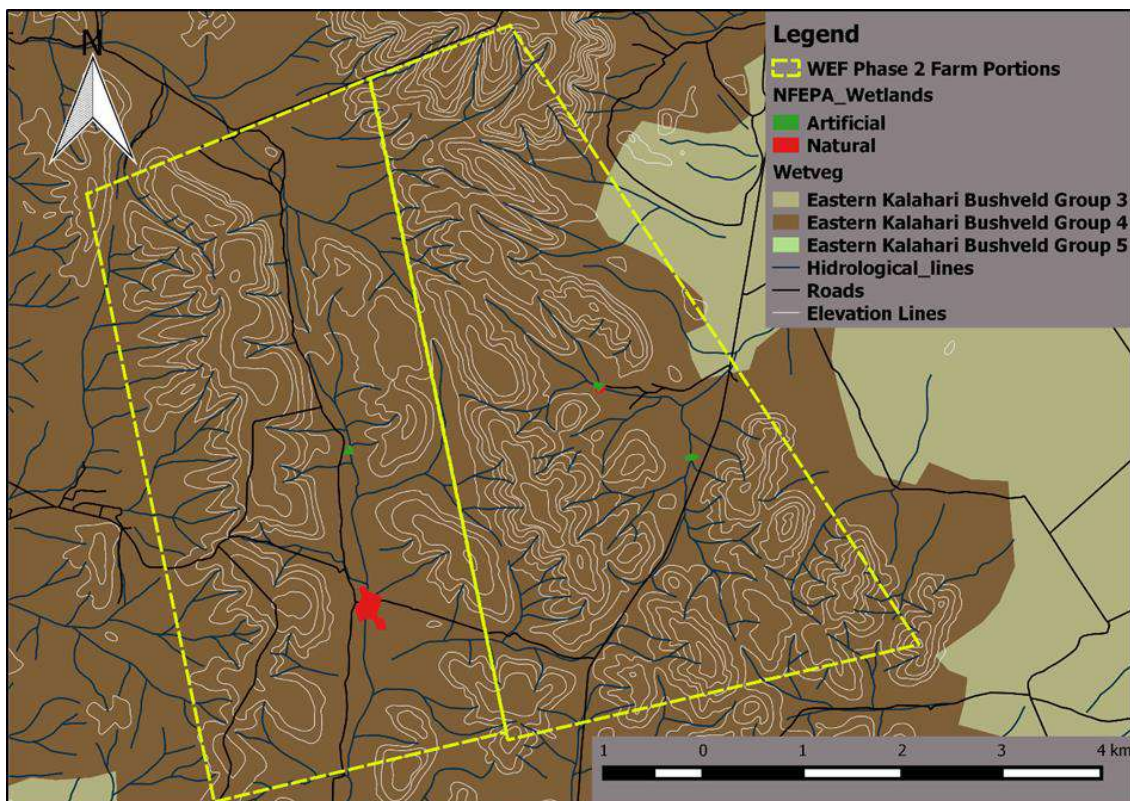 N
Legend
WEF Phase 2 Farm Portions
NFEPA_Wetlands
Artificial
Natural
Wetveg
Eastern Kalahari Bushveld Group 3
Eastern Kalahari Bushveld Group 4
Eastern Kalahari Bushveld Group 5
Hidrological_lines
Roads
Elevation Lines
1 0 1 2 3 4 km